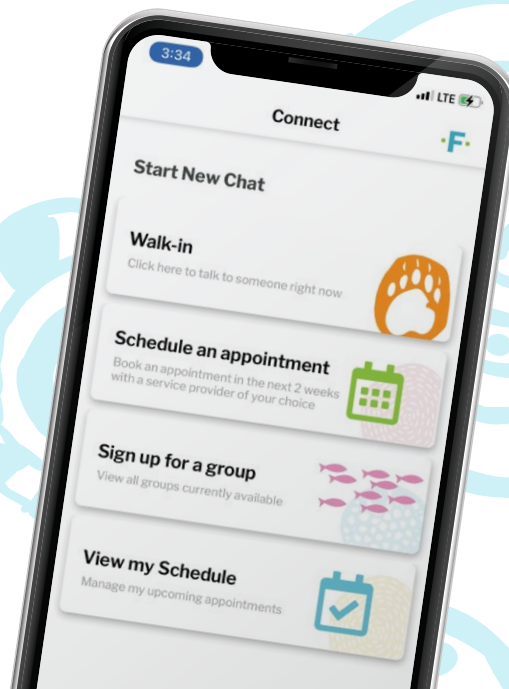 3:34
LTE
Connect
F
Start New Chat
Walk-in
Click here to talk to someone right now
Schedule an appointment
Book an appointment in the next 2 weeks
with a service provider of your choice
Sign up for a group
View all groups currently available
View my Schedule
Manage my upcoming appointments